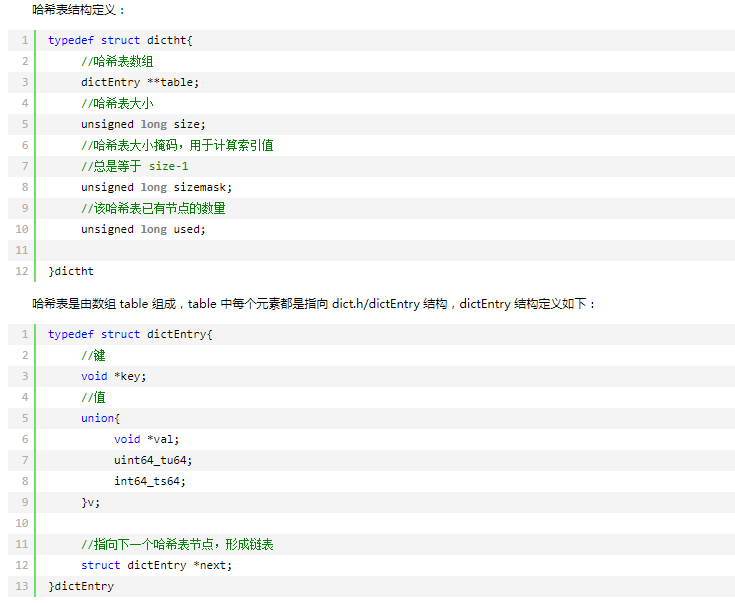 哈希表结构定义：
1 typedef struct dictht{
2 //哈希表数组
3 dictEntry **table;
4 //哈希表大小
5 unsigned long size;
6 //哈希表大小掩码，用于计算索引值
7 //总是等于 size-1
8 unsigned long sizemask;
9 //该哈希表已有节点的数量
10 unsigned long used;
11
12 }dictht
哈希表是由数组 table 组成，table 中每个元素都是指向 dict.h/dictEntry 结构，dictEntry 结构定义如下：
1 typedef struct dictEntry{
2 //键
3 void *key;
4 //值
5 union{
6 void *val;
7 uint64_tu64;
8 int64_ts64;
9 }v;
10
11 //指向下一个哈希表节点，形成链表
12 struct dictEntry *next;
13 }dictEntry